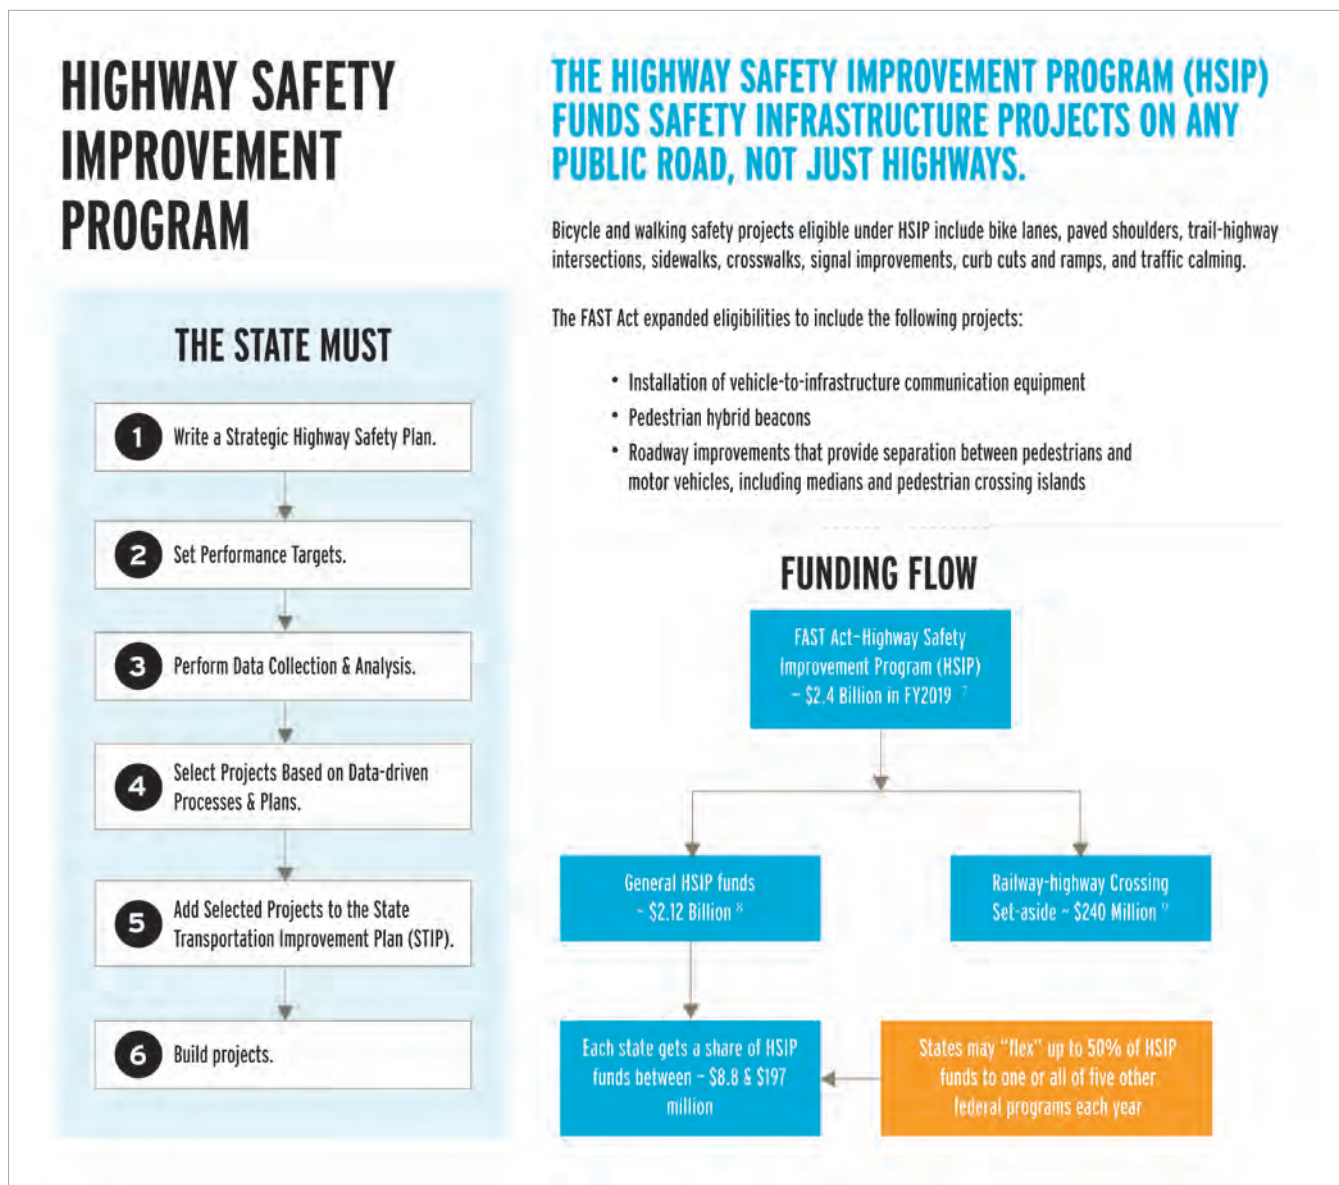 HIGHWAY SAFETY
IMPROVEMENT
PROGRAM
THE STATE MUST
1 Write a Strategic Highway Safety Plan.
2 Set Performance Targets.
3 Perform Data Collection & Analysis.
4 Select Projects Based on Data-driven
Processes & Plans.
5 Add Selected Projects to the State
Transportation Improvement Plan (STIP).
6 Build projects.
THE HIGHWAY SAFETY IMPROVEMENT PROGRAM (HSIP)
FUNDS SAFETY INFRASTRUCTURE PROJECTS ON ANY
PUBLIC ROAD, NOT JUST HIGHWAYS.
Bicycle and walking safety projects eligible under HSIP include bike lanes, paved shoulders, trail-highway
intersections, sidewalks, crosswalks, signal improvements, curb cuts and ramps, and traffic calming.
The FAST Act expanded eligibilities to include the following projects:
• Installation of vehicle-to-infrastructure communication equipment
• Pedestrian hybrid beacons
• Roadway improvements that provide separation between pedestrians and
motor vehicles, including medians and pedestrian crossing islands
FUNDING FLOW
FAST Act–Highway Safety
Improvement Program (HSIP)
~ $2.4 Billion in FY2019 7
General HSIP funds
~ $2.12 Billion 8
Railway-highway Crossing
Set-aside ~ $240 Million 9
Each state gets a share of HSIP
funds between ~ $8.8 & $197
million
States may "flex" up to 50% of HSIP
funds to one or all of five other
federal programs each year